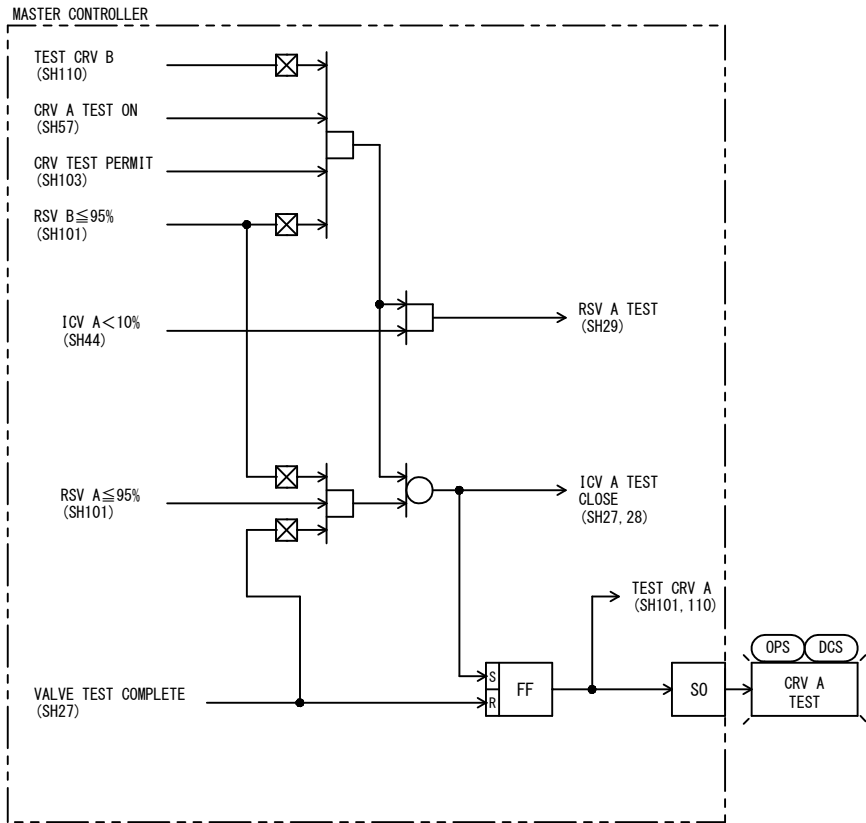 MASTER CONTROLLER
TEST CRV B
(SH110)
CRV A TEST ON
(SH57)
CRV TEST PERMIT
(SH103)
RSV B≦95%
(SH101)
ICV A<10%
(SH44)
RSV A TEST
(SH29)
RSV A≦95%
(SH101)
ICV A TEST
CLOSE
(SH27, 28)
TEST CRV A
(SH101, 110)
VALVE TEST COMPLETE
(SH27)
S
R
FF
SO
OPS
DCS
CRV A
TEST